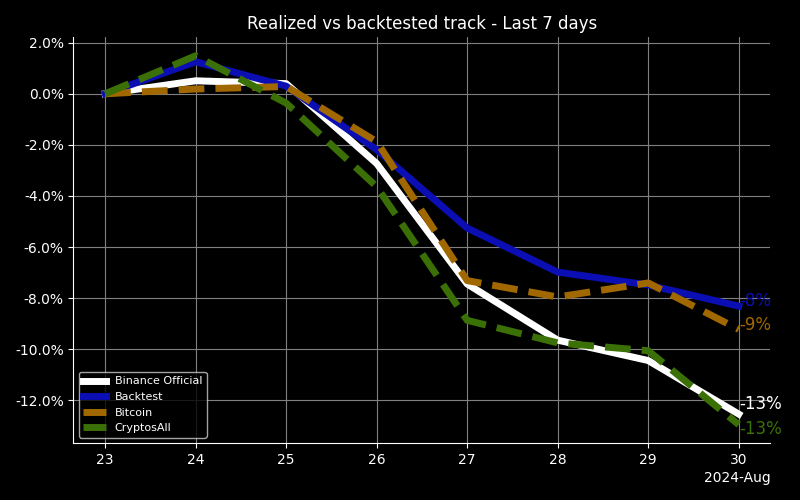 Realized vs backtested track - Last 7 days
2.0%
0.0%
-2.0%
-4.0%
-6.0%
-8.0%
-10.0%
-12.0%
-8%
-9%
-13%
-13%
Binance Official
Backtest
Bitcoin
CryptosAll
23 24 25 26 27 28 29 30
2024-Aug